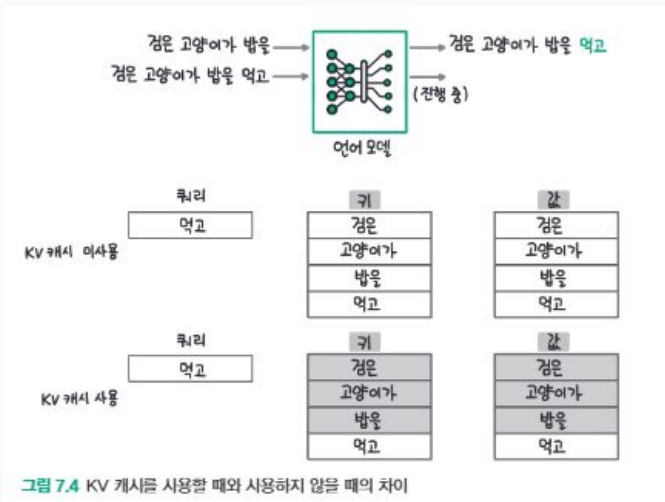 검은 고양이가 밥을
검은 고양이가 밥을 먹고
검은 고양이가 밥을 먹고
(진행 중)
언어 모델
쿼리
키
값
KV 캐시 미사용
먹고
검은
고양이가
밥을
먹고
검은
고양이가
밥을
먹고
쿼리
키
값
KV 캐시 사용
먹고
검은
고양이가
밥을
먹고
검은
고양이가
밥을
먹고
그림 7.4 KV 캐시를 사용할 때와 사용하지 않을 때의 차이